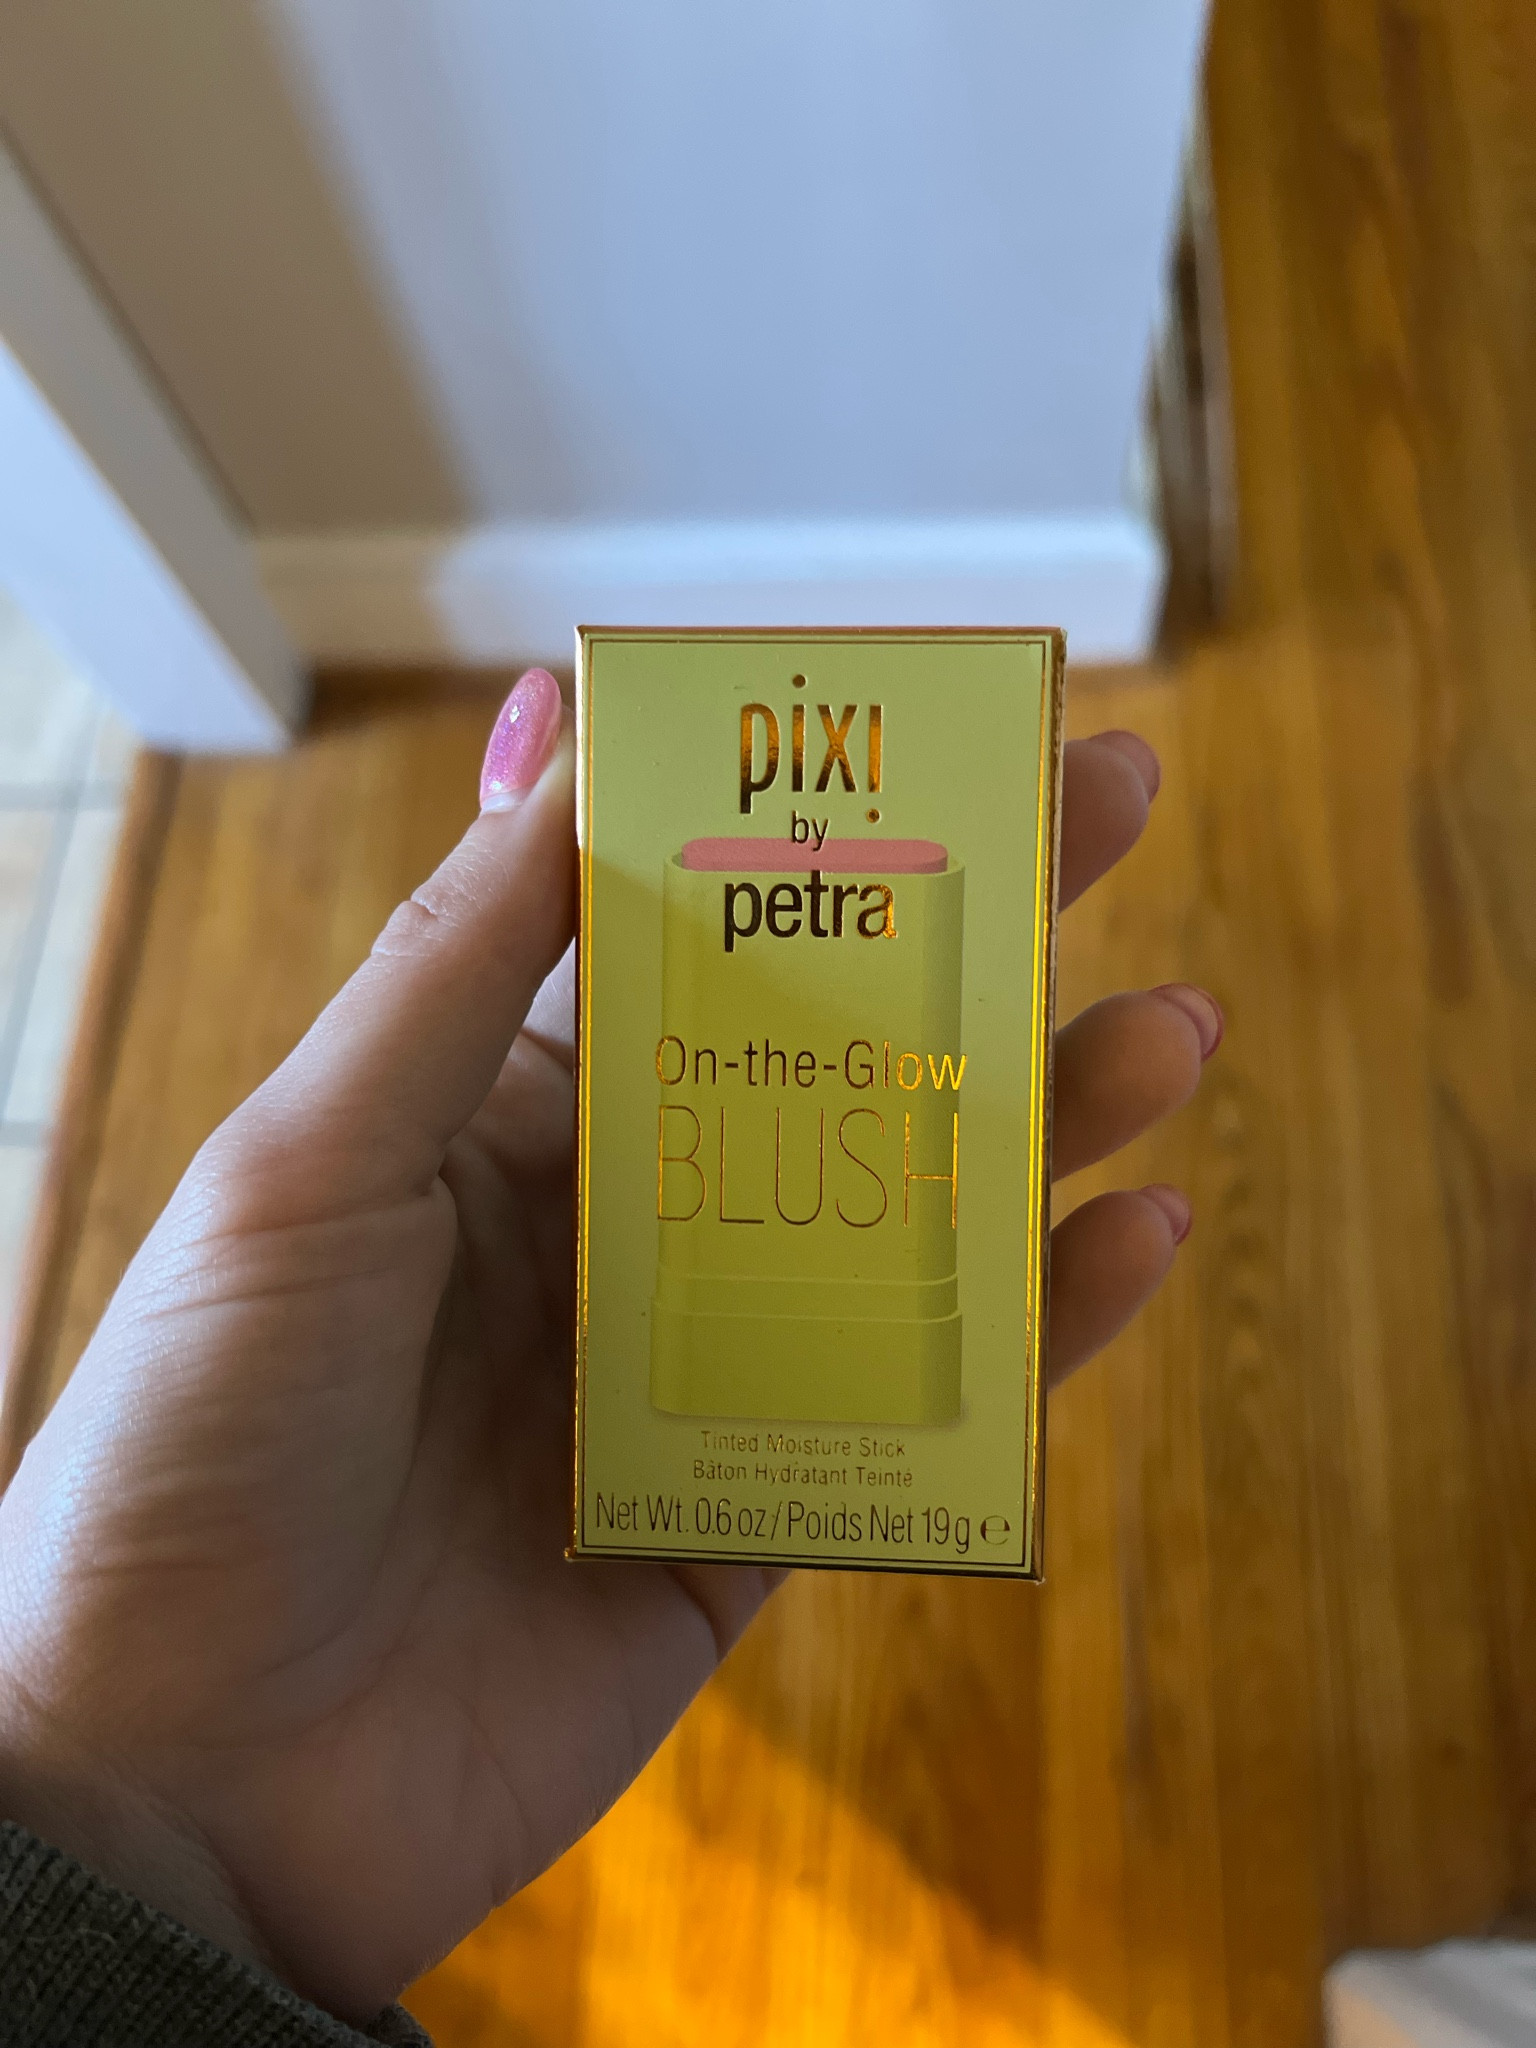 pixi
by
petra
On-the-Glow
BLUSH
Tinted Moisture Stick
Bâton Hydratant Teinté
Net Wt. 0.6 oz / Poids Net 19 g ℮